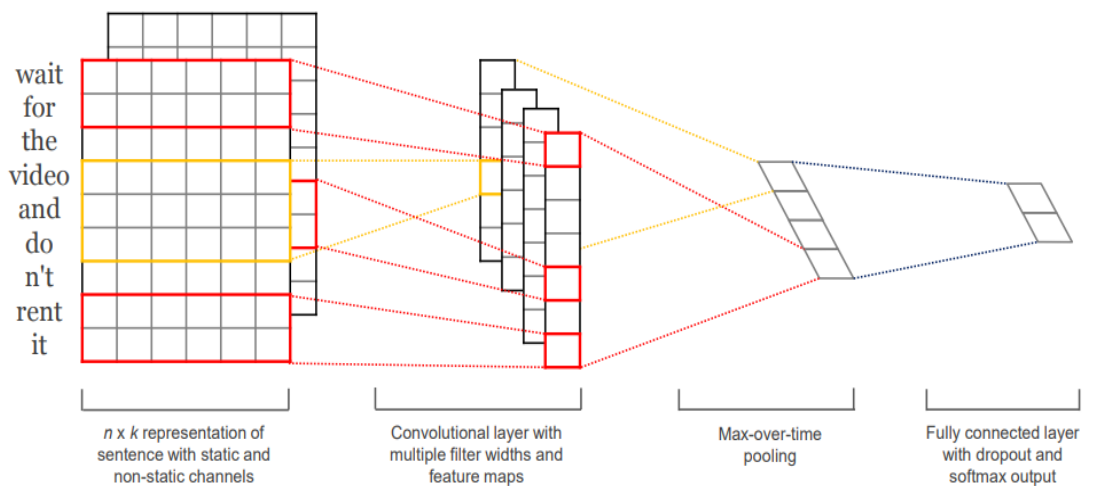 wait
for
the
video
and
do
n't
rent
it
n x k representation of
sentence with static and
non-static channels
Convolutional layer with
multiple filter widths and
feature maps
Max-over-time
pooling
Fully connected layer
with dropout and
softmax output